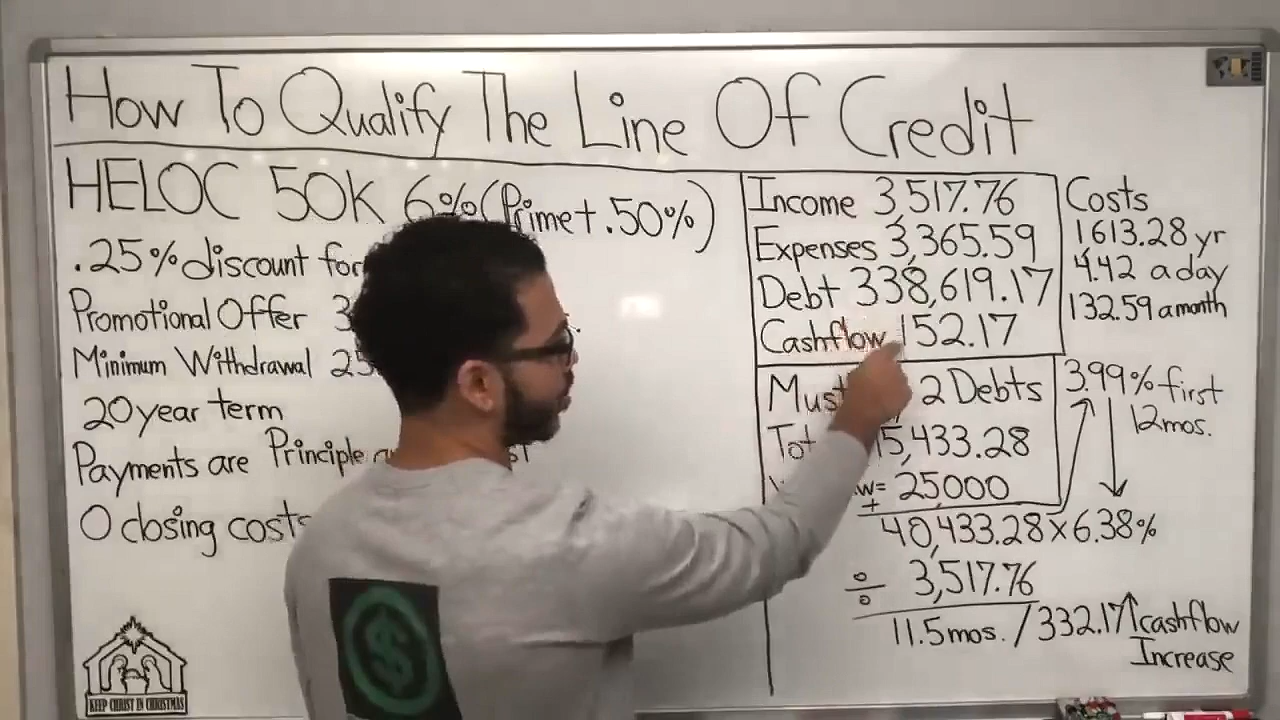 How To Qualify The Line Of Credit
HELOC 50K 6% (Prime + .50%)
.25% discount for
Promotional Offer 3
Minimum Withdrawal 25
20 year term
Payments are Principle
0 closing costs
KEEP CHRIST IN CHRISTMAS
Income 3,517.76
Expenses 3,365.59
Debt 338,619.17
Cashflow 152.17
Costs
1613.28 yr
4.42 a day
132.59 a month
Must 2 Debts
Tot 15,433.28
= 25,000
+
40,433.28 x 6.38%
÷ 3,517.76
11.5 mos. / 332.17 ↑ cashflow
Increase
3.99% first
12 mos.